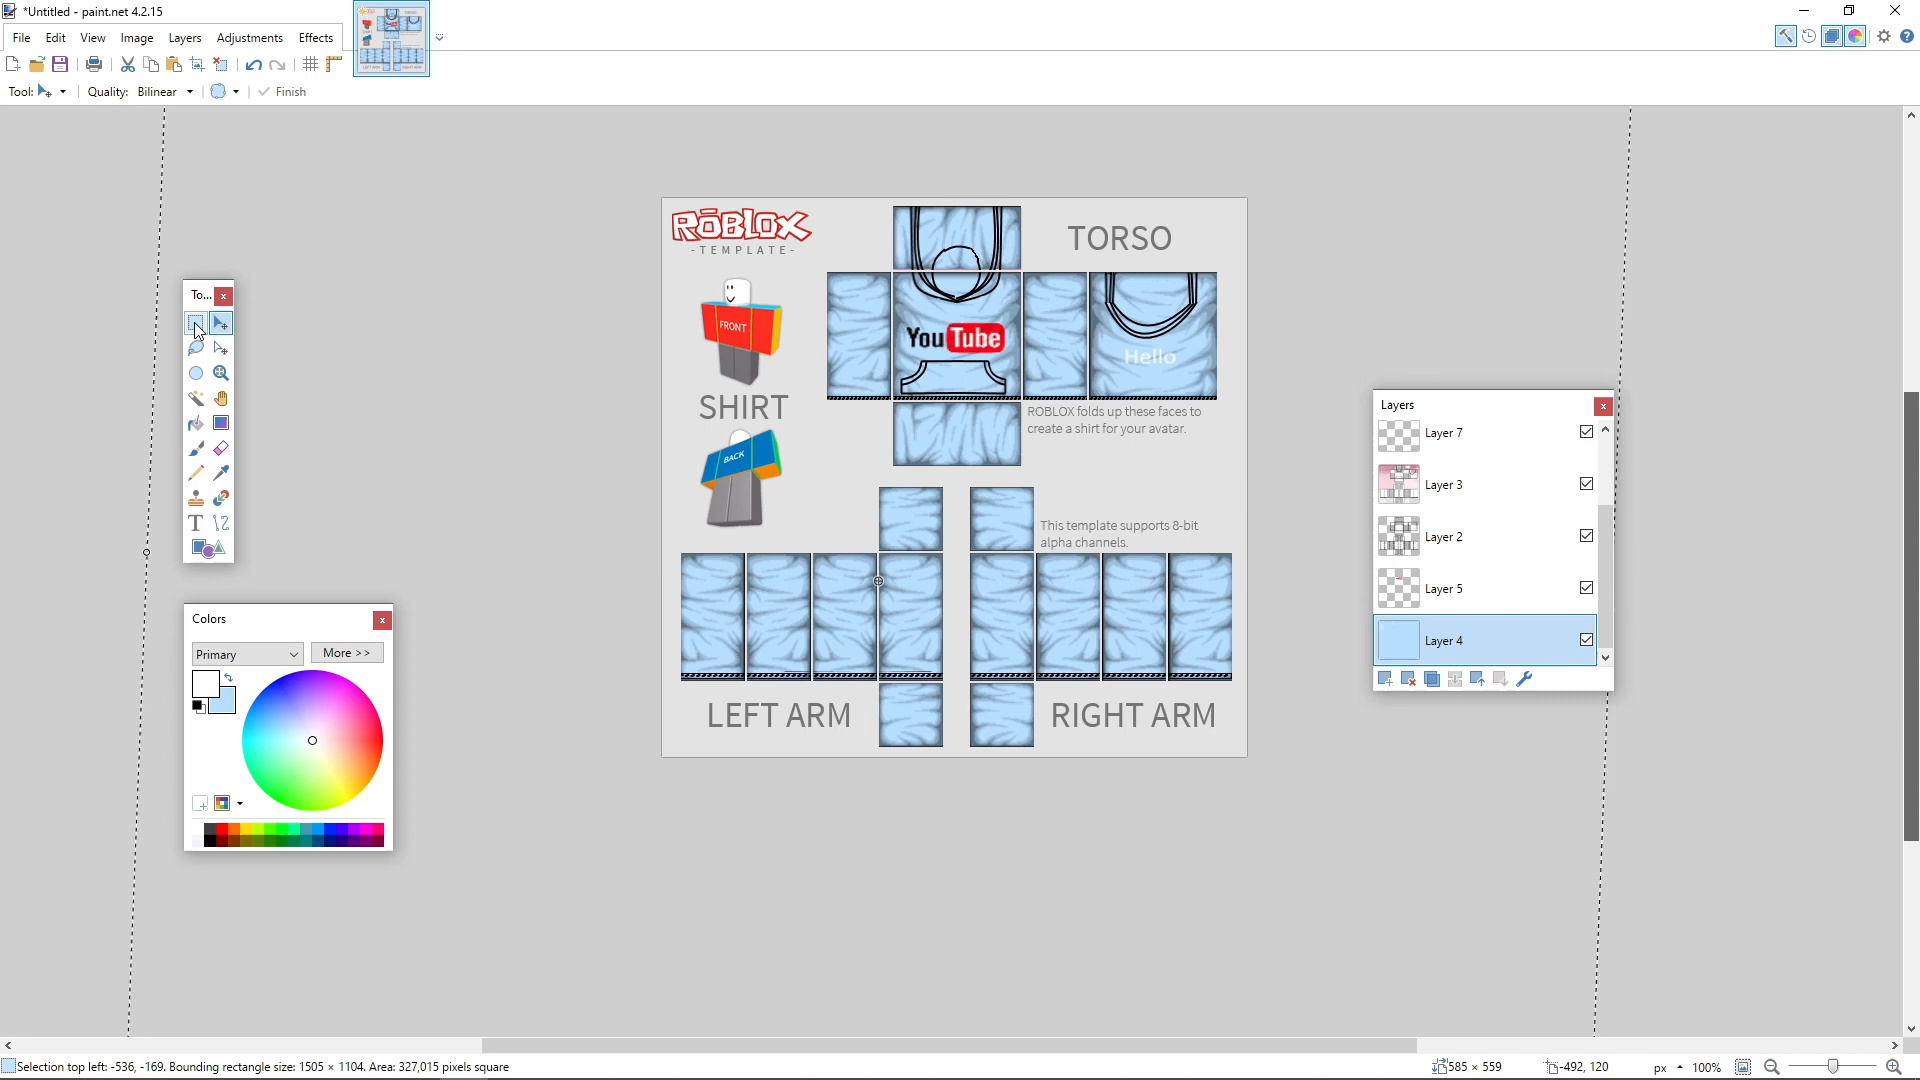 *Untitled - paint.net 4.2.15
File Edit View Image Layers Adjustments Effects
Tool: Quality: Bilinear Finish
ROBLOX
-TEMPLATE-
TORSO
FRONT
SHIRT
BACK
YouTube
Hello
ROBLOX folds up these faces to
create a shirt for your avatar.
This template supports 8-bit
alpha channels.
LEFT ARM
RIGHT ARM
To...
Colors
Primary
More >>
Layers
Layer 7
Layer 3
Layer 2
Layer 5
Layer 4
Selection top left: -536, -169. Bounding rectangle size: 1505 × 1104. Area: 327,015 pixels square
585 × 559
-492, 120
px
100%